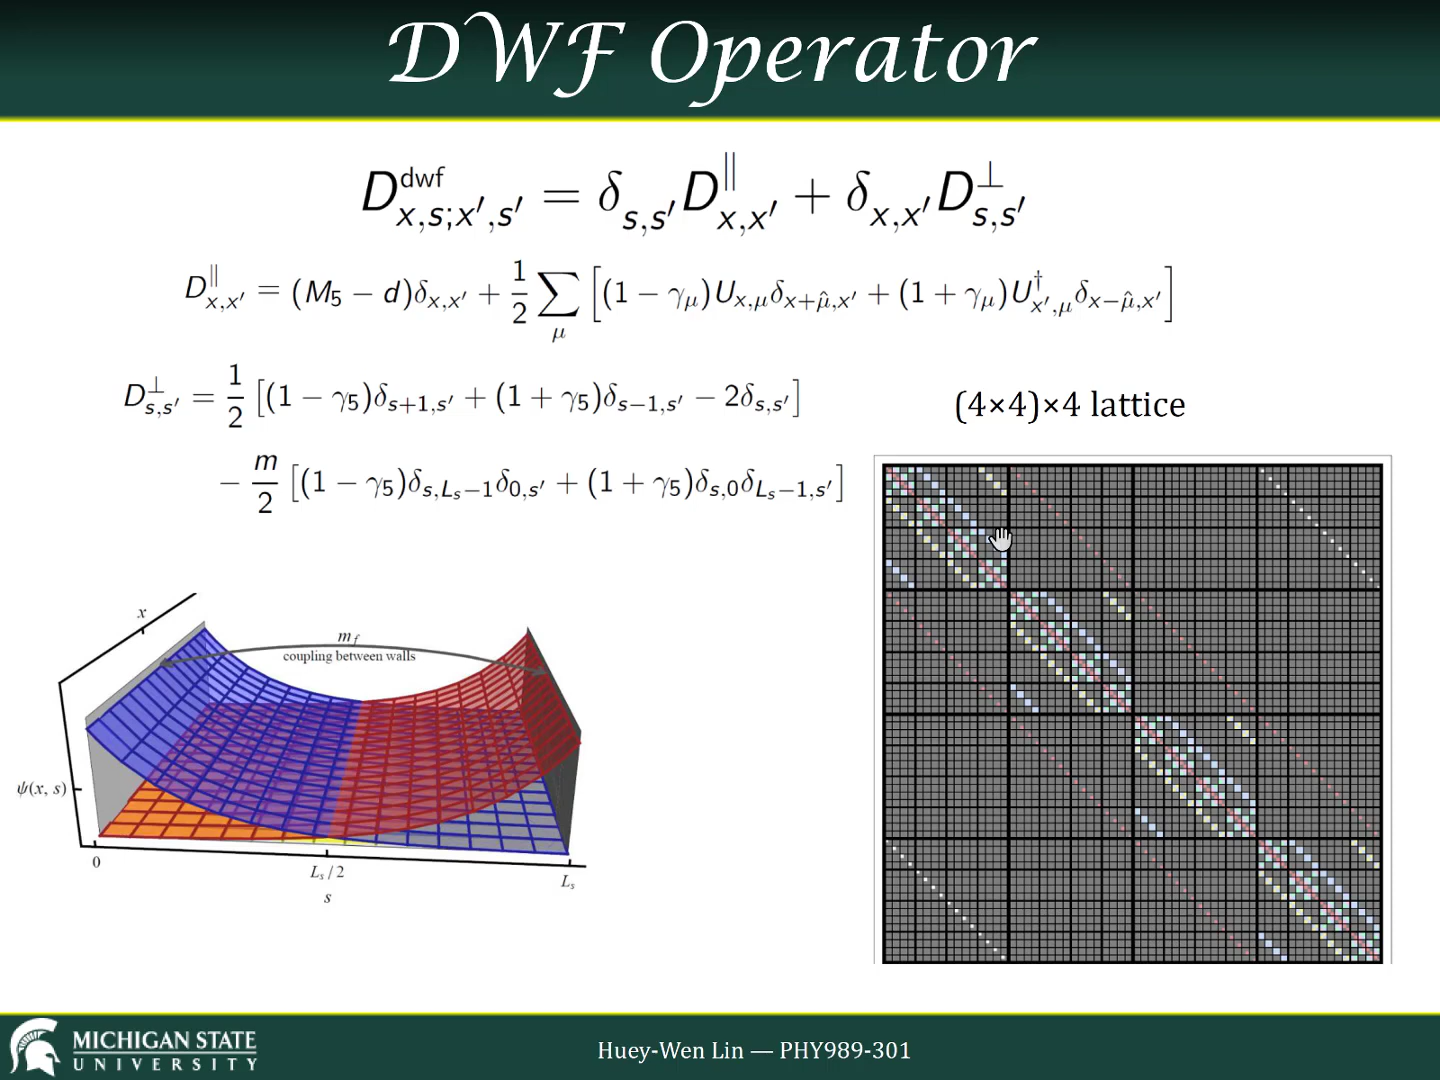 DWF Operator
D^{dwf}_{x,s;x′,s′} = δ_{s,s′} D^{∥}_{x,x′} + δ_{x,x′} D^{⊥}_{s,s′}
D^{∥}_{x,x′} = (M_5 − d)δ_{x,x′} + 1/2 ∑_μ [(1 − γ_μ)U_{x,μ}δ_{x+μ̂,x′} + (1 + γ_μ)U^†_{x′,μ}δ_{x−μ̂,x′}]
D^{⊥}_{s,s′} = 1/2 [(1 − γ_5)δ_{s+1,s′} + (1 + γ_5)δ_{s−1,s′} − 2δ_{s,s′}]
− m/2 [(1 − γ_5)δ_{s,L_s−1}δ_{0,s′} + (1 + γ_5)δ_{s,0}δ_{L_s−1,s′}]
(4×4)×4 lattice
x
m_f
coupling between walls
ψ(x, s)
0
L_s / 2
L_s
s
MICHIGAN STATE
UNIVERSITY
Huey-Wen Lin — PHY989-301